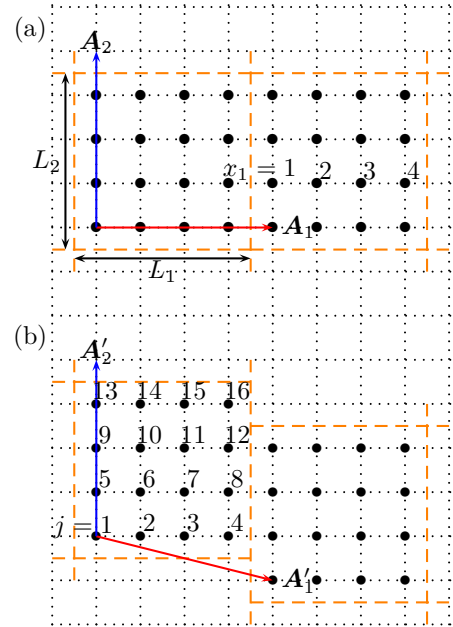 (a)
𝑨₂
L₂
x₁ = 1 2 3 4
𝑨₁
L₁
(b)
𝑨′₂
13 14 15 16
9 10 11 12
5 6 7 8
j = 1 2 3 4
𝑨′₁